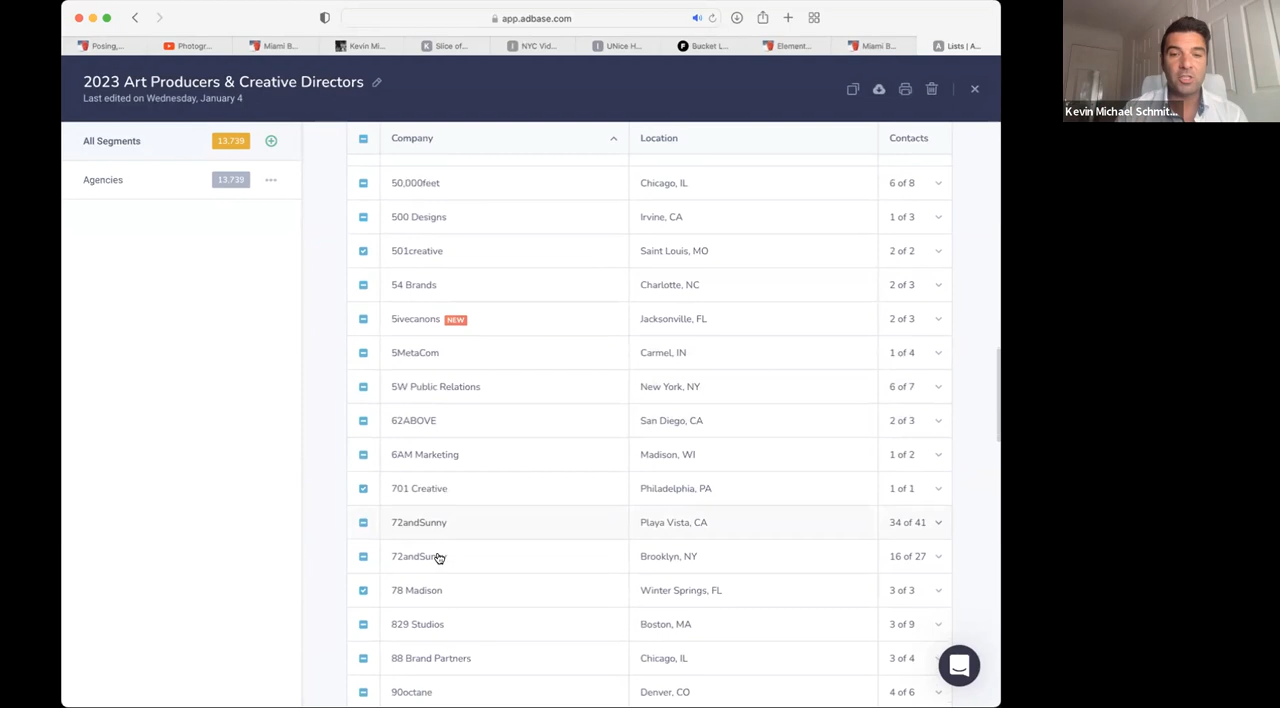 app.adbase.com
Posing,...
Photogr...
Miami B...
Kevin Mi...
Slice of...
NYC Vid...
UNice H...
Bucket L...
Element...
Miami B...
Lists | A...
2023 Art Producers & Creative Directors
Last edited on Wednesday, January 4
Kevin Michael Schmit...
All Segments 13,739
Agencies 13,739
Company Location Contacts
50,000feet Chicago, IL 6 of 8
500 Designs Irvine, CA 1 of 3
501creative Saint Louis, MO 2 of 2
54 Brands Charlotte, NC 2 of 3
5ivecanons NEW Jacksonville, FL 2 of 3
5MetaCom Carmel, IN 1 of 4
5W Public Relations New York, NY 6 of 7
62ABOVE San Diego, CA 2 of 3
6AM Marketing Madison, WI 1 of 2
701 Creative Philadelphia, PA 1 of 1
72andSunny Playa Vista, CA 34 of 41
72andSunny Brooklyn, NY 16 of 27
78 Madison Winter Springs, FL 3 of 3
829 Studios Boston, MA 3 of 9
88 Brand Partners Chicago, IL 3 of 4
90octane Denver, CO 4 of 6